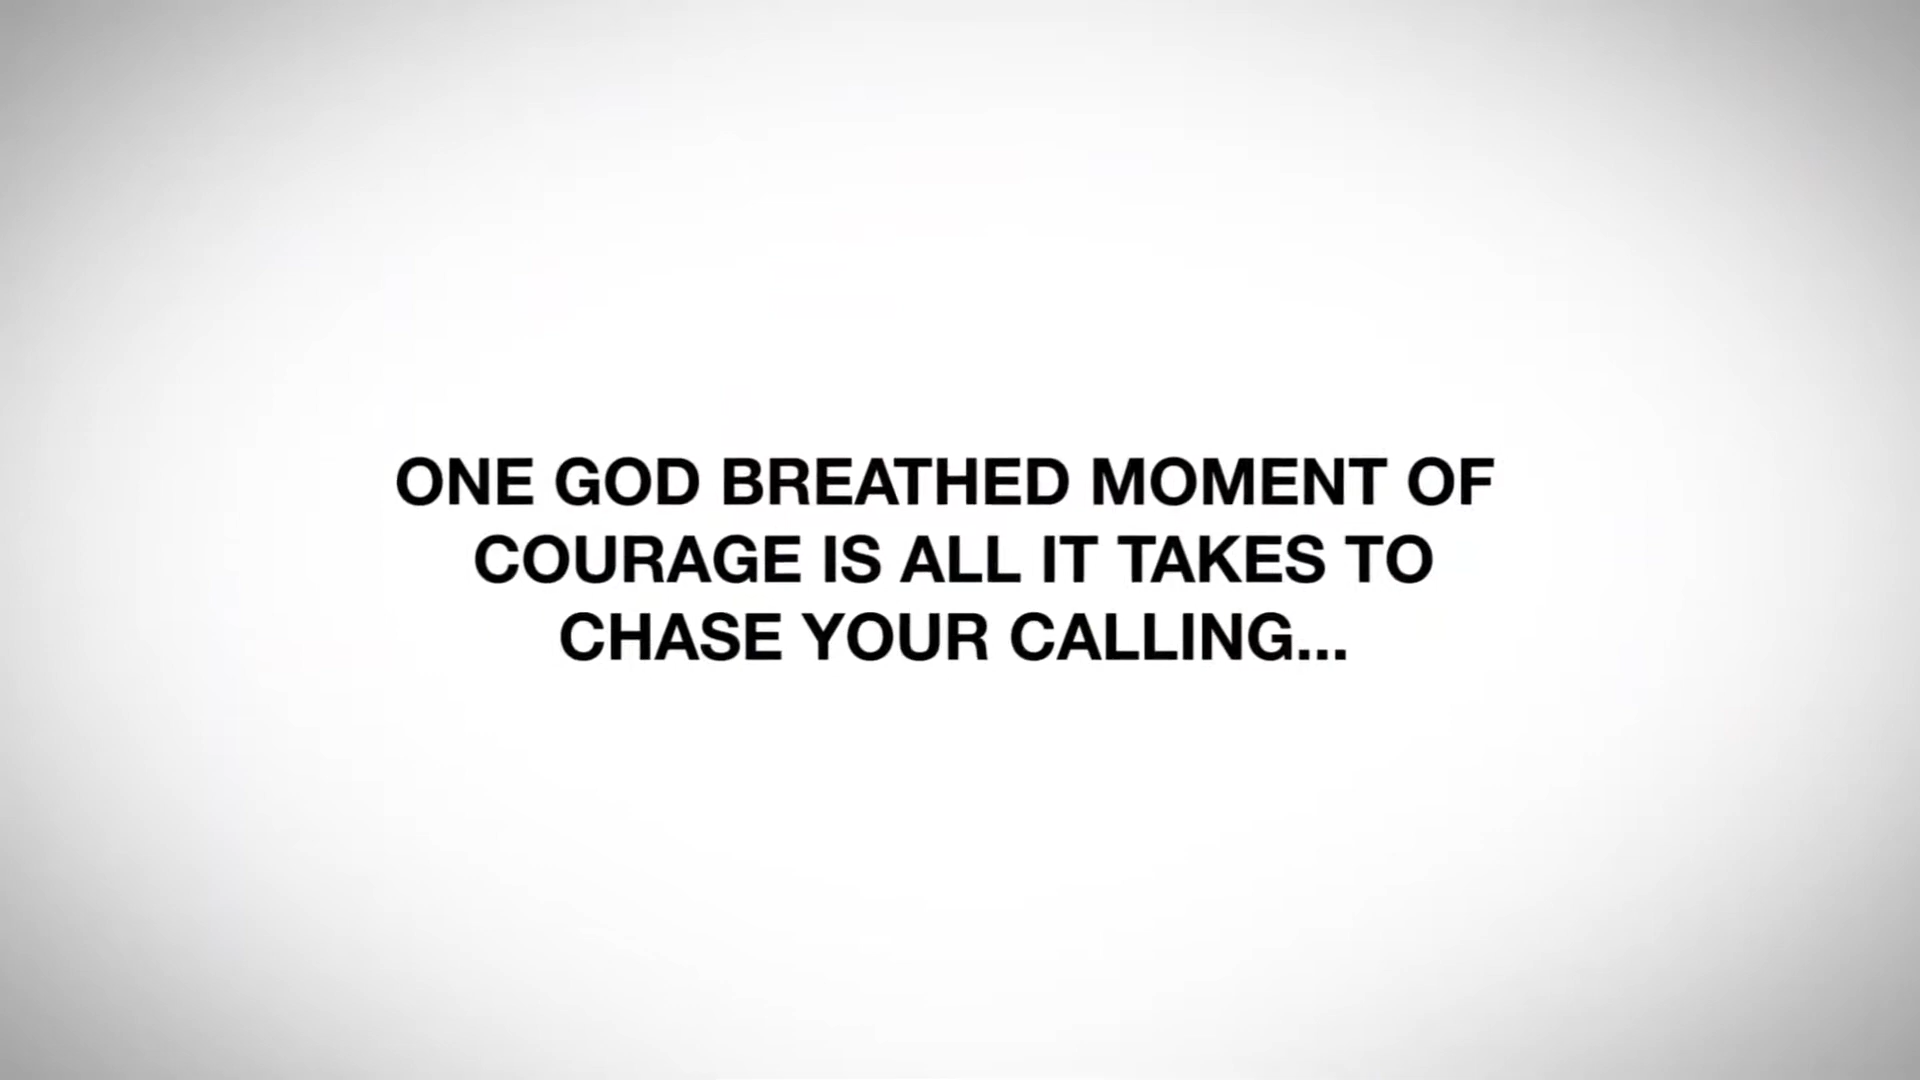 ONE GOD BREATHED MOMENT OF
COURAGE IS ALL IT TAKES TO
CHASE YOUR CALLING...